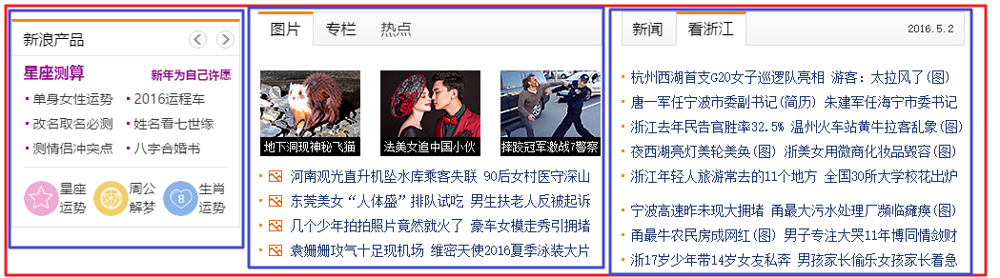 新浪产品
星座测算 新年为自己许愿
单身女性运势 2016运程车
改名取名必测 姓名看七世缘
测情侣冲突点 八字合婚书
星座运势 周公解梦 生肖运势
图片 专栏 热点
地下洞现神秘飞猫 法美女追中国小伙 摔跤冠军激战7警察
河南观光直升机坠水库乘客失联 90后女村医守深山
东莞美女“人体盛”排队试吃 男生扶老人反被起诉
几个少年拍拍照片竟然就火了 豪车女模走秀引拥堵
袁姗姗攻气十足现机场 维密天使2016夏季泳装大片
新闻 看浙江 2016.5.2
杭州西湖首支G20女子巡逻队亮相 游客：太拉风了(图)
唐一军任宁波市委副书记(简历) 朱建军任海宁市委书记
浙江去年民告官胜率32.5% 温州火车站黄牛拉客乱象(图)
夜西湖亮灯美轮美奂(图) 浙美女用微商化妆品毁容(图)
浙江年轻人旅游常去的11个地方 全国30所大学校花出炉
宁波高速昨未现大拥堵 甬最大污水处理厂频临瘫痪(图)
甬最牛农民房成网红(图) 男子专注大哭11年博同情敛财
浙17岁少年带14岁女友私奔 男孩家长偷乐女孩家长着急